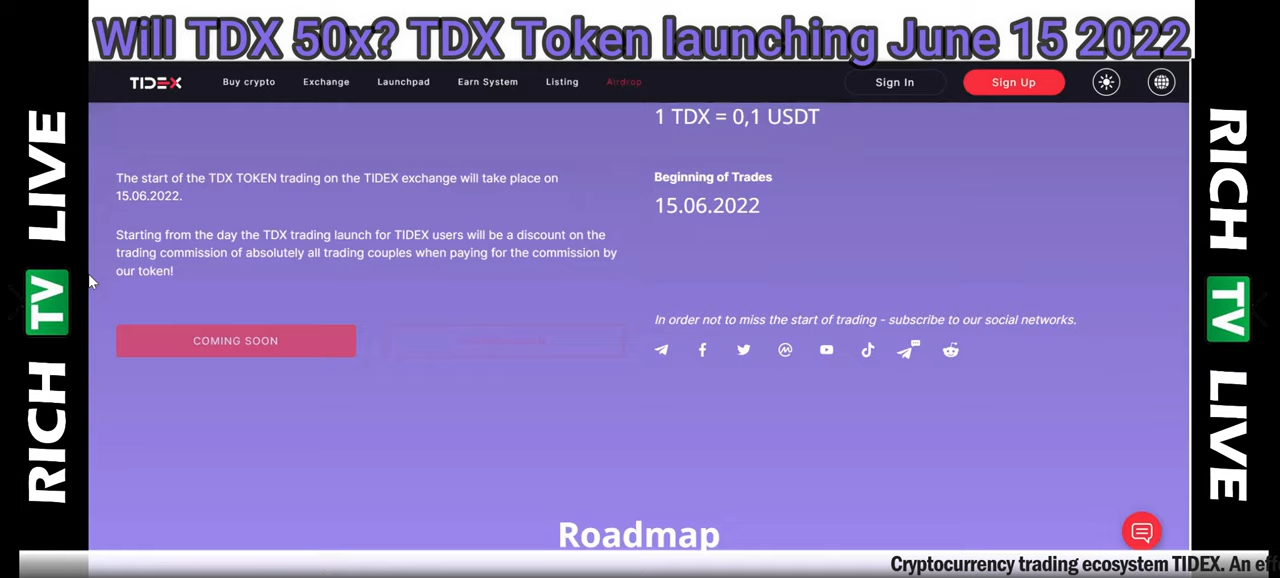 Will TDX 50x? TDX Token launching June 15 2022
TIDEX
Buy crypto
Exchange
Launchpad
Earn System
Listing
Airdrop
Sign In
Sign Up
1 TDX = 0,1 USDT
The start of the TDX TOKEN trading on the TIDEX exchange will take place on
15.06.2022.
Beginning of Trades
15.06.2022
Starting from the day the TDX trading launch for TIDEX users will be a discount on the
trading commission of absolutely all trading couples when paying for the commission by
our token!
In order not to miss the start of trading - subscribe to our social networks.
COMING SOON
Roadmap
Cryptocurrency trading ecosystem TIDEX. An
RICH TV LIVE
RICH TV LIVE